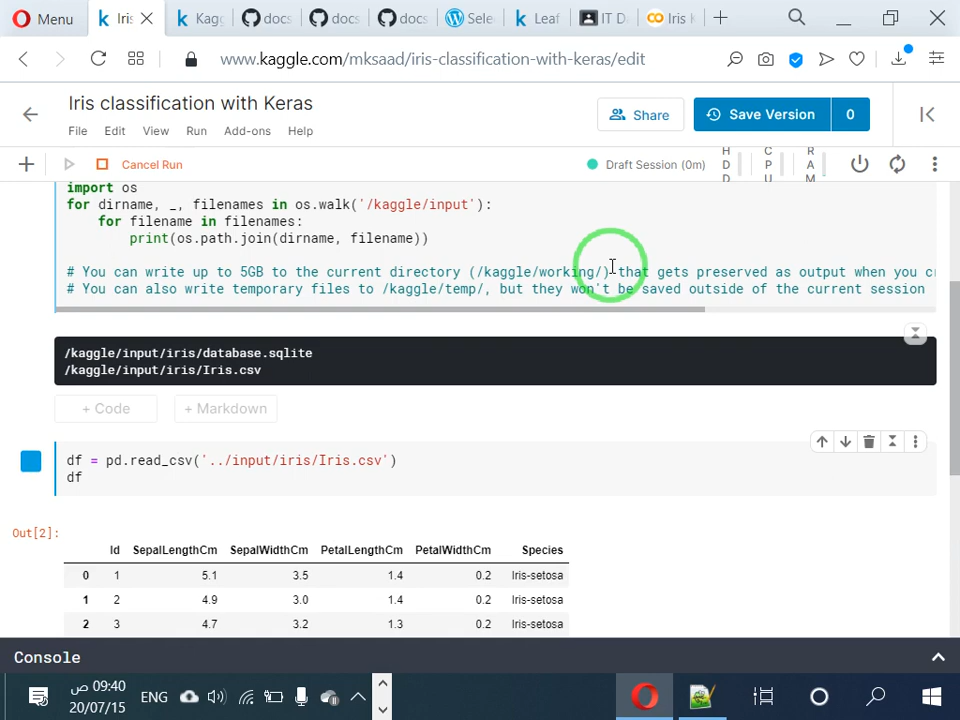 Menu
Iris
Kagg
docs
docs
docs
Sele
Leaf
IT D
Iris K
www.kaggle.com/mksaad/iris-classification-with-keras/edit
Iris classification with Keras
File Edit View Run Add-ons Help
Share
Save Version 0
Cancel Run
Draft Session (0m)
HDD
CPU
RAM
import os
for dirname, _, filenames in os.walk('/kaggle/input'):
for filename in filenames:
print(os.path.join(dirname, filename))
# You can write up to 5GB to the current directory (/kaggle/working/) that gets preserved as output when you cr
# You can also write temporary files to /kaggle/temp/, but they won't be saved outside of the current session
/kaggle/input/iris/database.sqlite
/kaggle/input/iris/Iris.csv
+ Code + Markdown
df = pd.read_csv('../input/iris/Iris.csv')
df
Out[2]:
Id SepalLengthCm SepalWidthCm PetalLengthCm PetalWidthCm Species
0 1 5.1 3.5 1.4 0.2 Iris-setosa
1 2 4.9 3.0 1.4 0.2 Iris-setosa
2 3 4.7 3.2 1.3 0.2 Iris-setosa
Console
09:40 ص
ENG
20/07/15